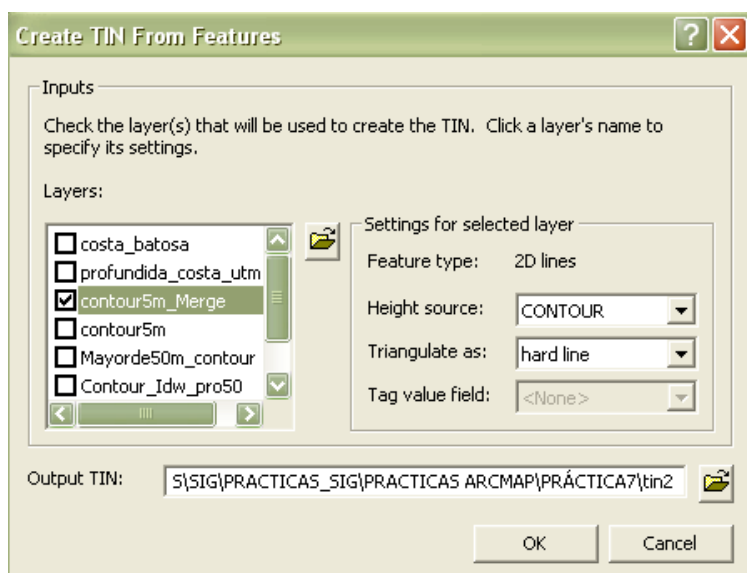 Create TIN From Features
Inputs
Check the layer(s) that will be used to create the TIN. Click a layer's name to
specify its settings.
Layers:
costa_batosa
profundida_costa_utm
contour5m_Merge
contour5m
Mayorde50m_contour
Contour_Idw_pro50
Settings for selected layer
Feature type: 2D lines
Height source: CONTOUR
Triangulate as: hard line
Tag value field: <None>
Output TIN: S\SIG\PRACTICAS_SIG\PRACTICAS ARCMAP\PRÁCTICA7\tin2
OK Cancel